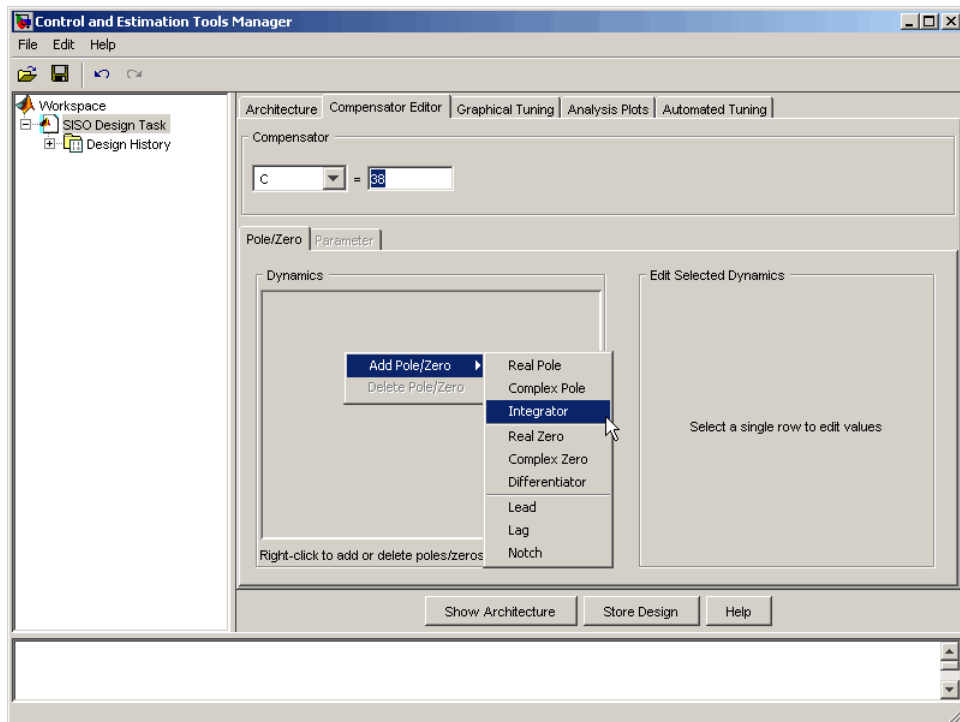 Control and Estimation Tools Manager
File Edit Help
Workspace
SISO Design Task
Design History
Architecture Compensator Editor Graphical Tuning Analysis Plots Automated Tuning
Compensator
C = 38
Pole/Zero Parameter
Dynamics
Edit Selected Dynamics
Add Pole/Zero
Delete Pole/Zero
Real Pole
Complex Pole
Integrator
Real Zero
Complex Zero
Differentiator
Lead
Lag
Notch
Select a single row to edit values
Right-click to add or delete poles/zeros
Show Architecture Store Design Help